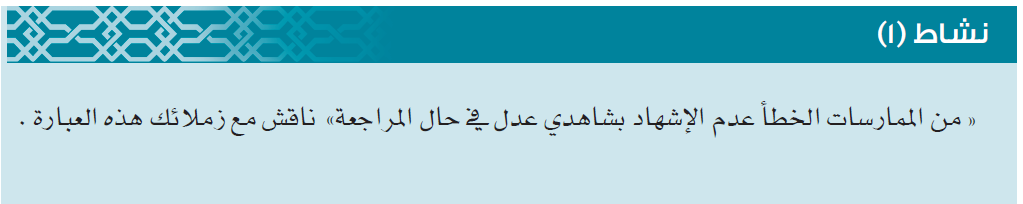 نشاط (١)
« من الممارسات الخطأ عدم الإشهاد بشاهدي عدل في حال المراجعة» ناقش مع زملائك هذه العبارة .